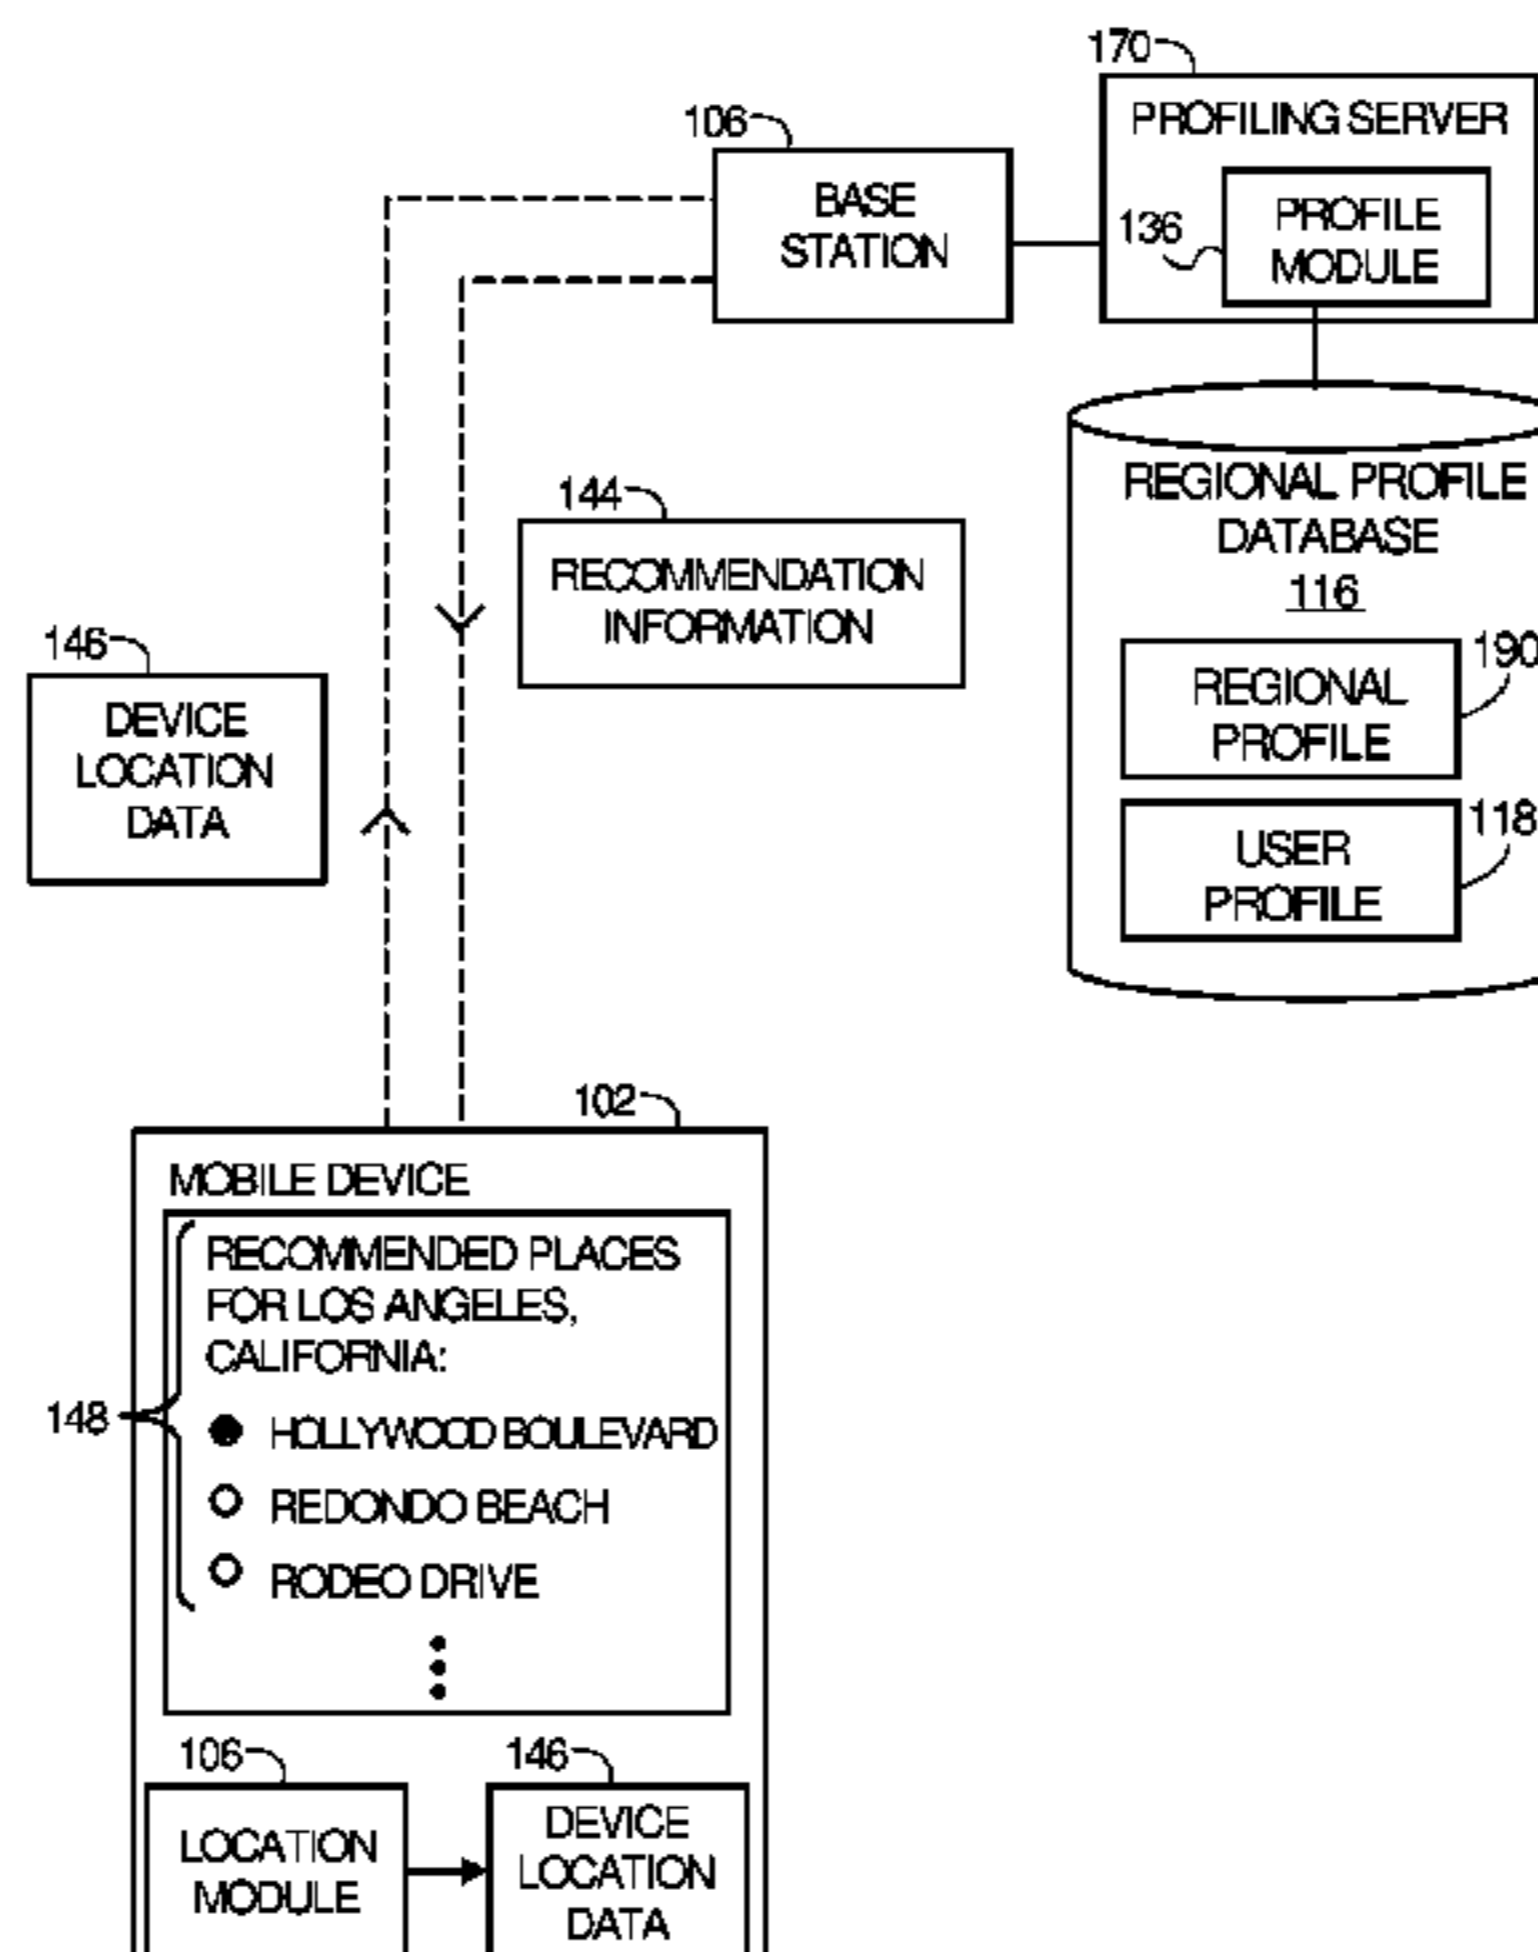 170
PROFILING SERVER
106
BASE
STATION
136
PROFILE
MODULE
REGIONAL PROFILE
DATABASE
116
144
RECOMMENDATION
INFORMATION
146
DEVICE
LOCATION
DATA
190
REGIONAL
PROFILE
118
USER
PROFILE
102
MOBILE DEVICE
RECOMMENDED PLACES
FOR LOS ANGELES,
CALIFORNIA:
148
HOLLYWOOD BOULEVARD
REDONDO BEACH
RODEO DRIVE
106
LOCATION
MODULE
146
DEVICE
LOCATION
DATA